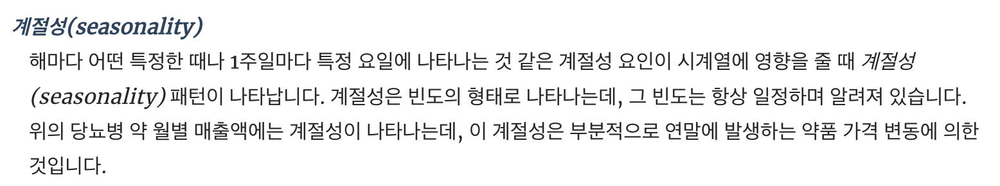 계절성(seasonality)
해마다 어떤 특정한 때나 1주일마다 특정 요일에 나타나는 것 같은 계절성 요인이 시계열에 영향을 줄 때 계절성
(seasonality) 패턴이 나타납니다. 계절성은 빈도의 형태로 나타나는데, 그 빈도는 항상 일정하며 알려져 있습니다.
위의 당뇨병 약 월별 매출액에는 계절성이 나타나는데, 이 계절성은 부분적으로 연말에 발생하는 약품 가격 변동에 의한
것입니다.